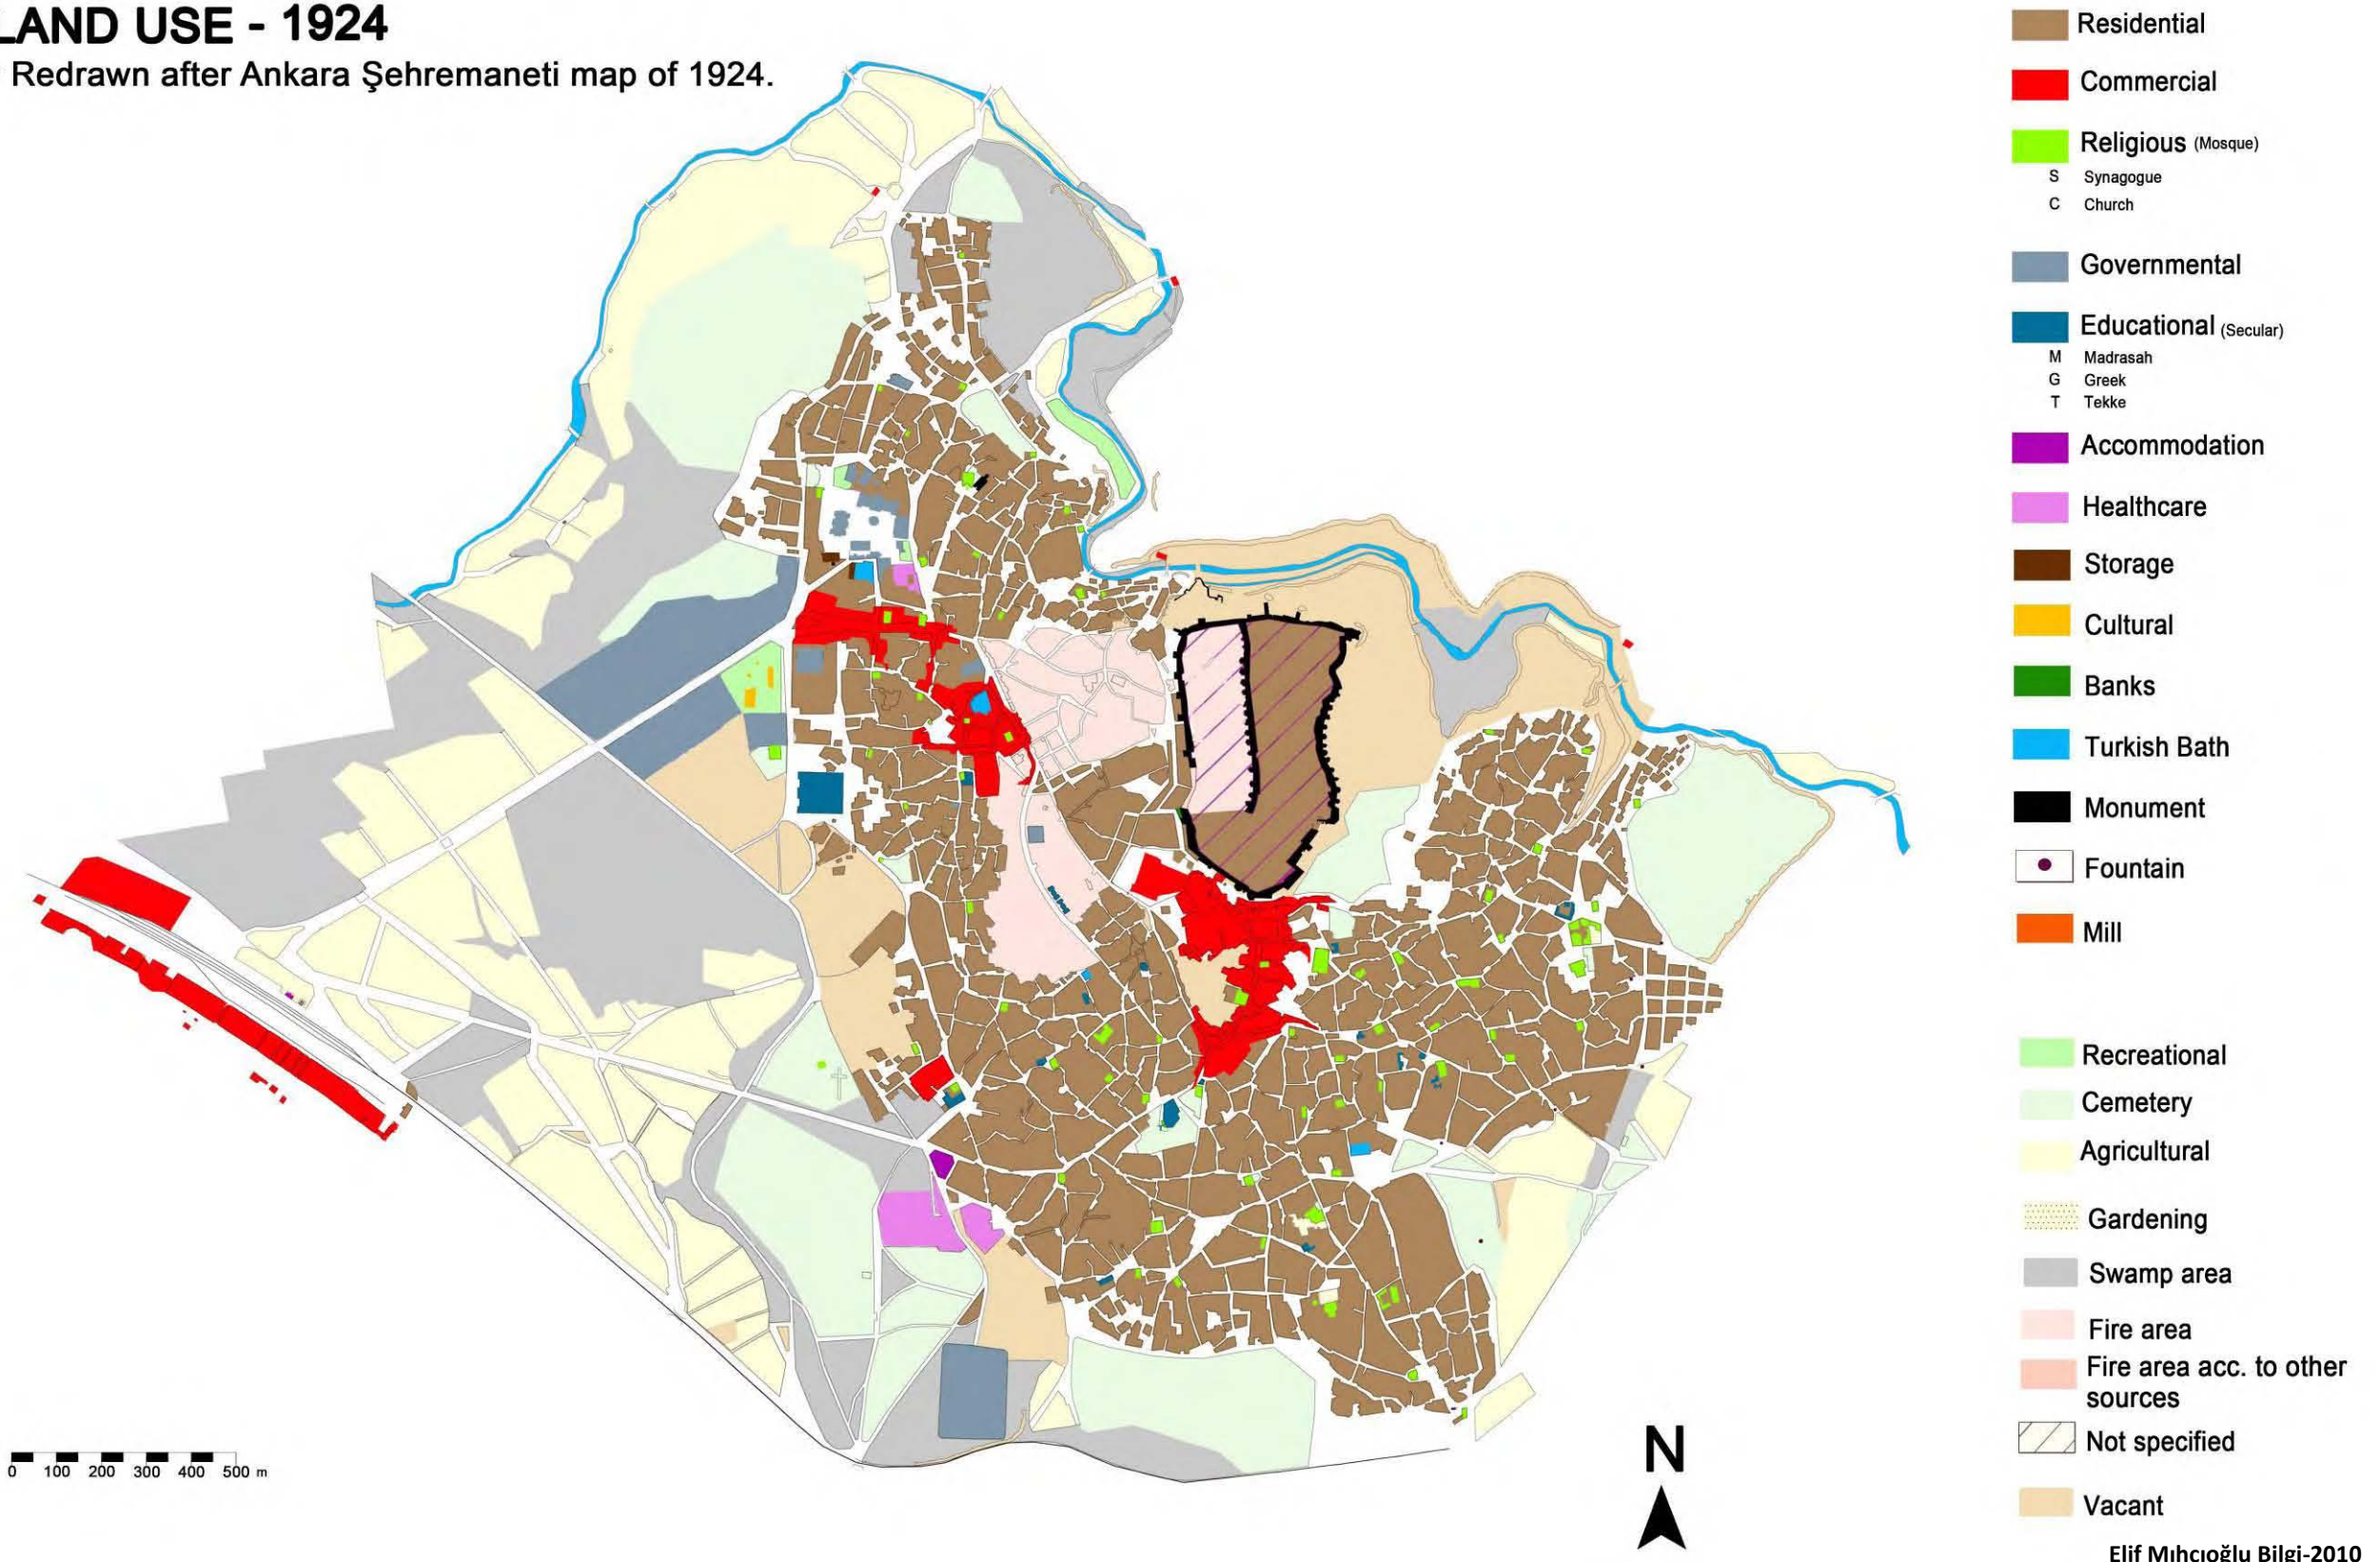 LAND USE - 1924
Redrawn after Ankara Şehremaneti map of 1924.
Residential
Commercial
Religious (Mosque)
S Synagogue
C Church
Governmental
Educational (Secular)
M Madrasah
G Greek
T Tekke
Accommodation
Healthcare
Storage
Cultural
Banks
Turkish Bath
Monument
Fountain
Mill
Recreational
Cemetery
Agricultural
Gardening
Swamp area
Fire area
Fire area acc. to other
sources
Not specified
Vacant
N
0 100 200 300 400 500 m
Elif Mıhcıoğlu Bilgi-2010